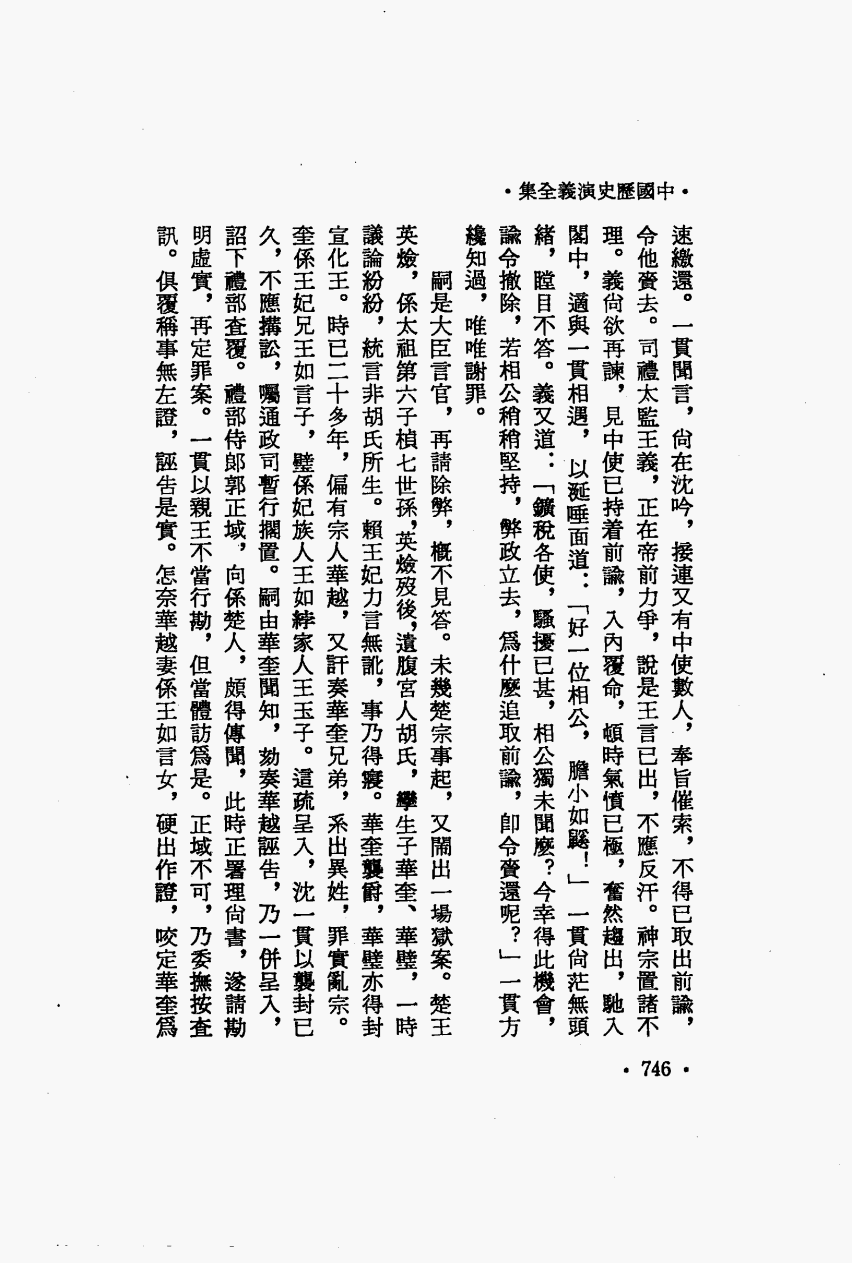 ・中國歷史演義全集・
速繳還。一貫聞言，尙在沈吟，接連又有中使數人，奉旨催索，不得已取出前諭，
令他齎去。司禮太監王義，正在帝前力爭，說是王言已出，不應反汗。神宗置諸不
理。義尙欲再諫，見中使已持着前諭，入內覆命，頓時氣憤已極，奮然趨出，馳入
閣中，適與一貫相遇，以涎唾面道：「好一位相公，膽小如鼷！」一貫尙茫無頭
緒，瞠目不答。義又道：「鑛稅各使，騷擾已甚，相公獨未聞麼？今幸得此機會，
諭令撤除，若相公稍稍堅持，弊政立去，爲什麼追取前諭，卽令齎還呢？」一貫方
纔知過，唯唯謝罪。
嗣是大臣言官，再請除弊，槪不見答。未幾楚宗事起，又鬧出一場獄案。楚王
英㷿，係太祖第六子楨七世孫，英㷿歿後，遺腹宮人胡氏，孿生子華奎、華壁，一時
議論紛紛，統言非胡氏所生。賴王妃力言無訛，事乃得寢。華奎襲爵，華壁亦得封
宣化王。時已二十多年，偏有宗人華越，又訐奏華奎兄弟，系出異姓，罪實亂宗。
奎係王妃兄王如言子，壁係妃族人王如綍家人王玉子。這疏呈入，沈一貫以襲封已
久，不應搆訟，囑通政司暫行擱置。嗣由華奎聞知，劾奏華越誣告，乃一併呈入，
詔下禮部查覆。禮部侍郎郭正域，向係楚人，頗得傳聞，此時正署理尙書，遂請勘
明虛實，再定罪案。一貫以親王不當行勘，但當體訪爲是。正域不可，乃委撫按查
訊。俱覆稱事無左證，誣告是實。怎奈華越妻係王如言女，硬出作證，咬定華奎爲
・746・